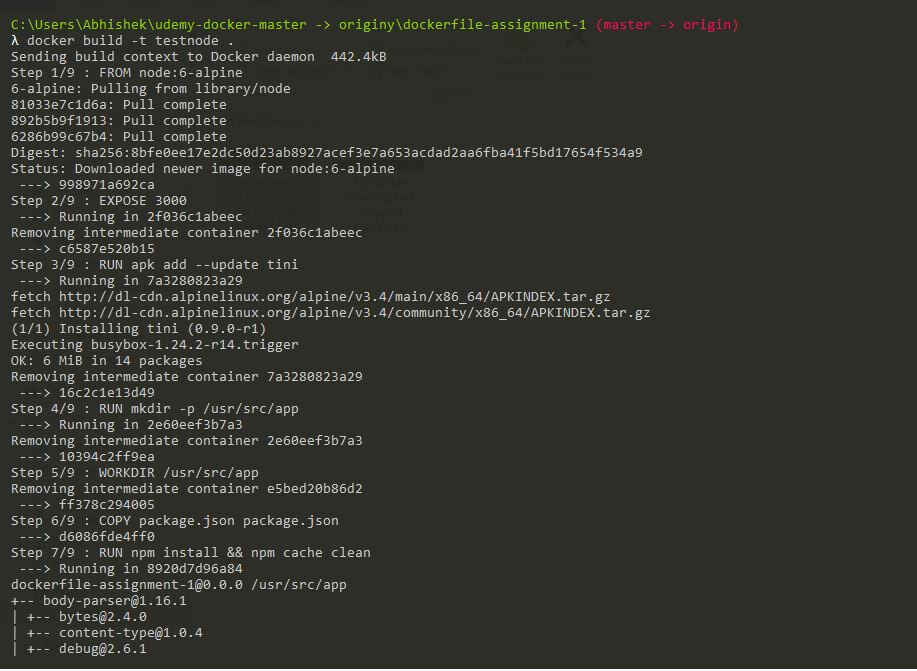 C:\Users\Abhishek\udemy-docker-master -> originy\dockerfile-assignment-1 (master -> origin)
λ docker build -t testnode .
Sending build context to Docker daemon  442.4kB
Step 1/9 : FROM node:6-alpine
6-alpine: Pulling from library/node
81033e7c1d6a: Pull complete
892b5b9f1913: Pull complete
6286b99c67b4: Pull complete
Digest: sha256:8bfe0ee17e2dc50d23ab8927acef3e7a653acdad2aa6fba41f5bd17654f534a9
Status: Downloaded newer image for node:6-alpine
 ---> 998971a692ca
Step 2/9 : EXPOSE 3000
 ---> Running in 2f036c1abeec
Removing intermediate container 2f036c1abeec
 ---> c6587e520b15
Step 3/9 : RUN apk add --update tini
 ---> Running in 7a3280823a29
fetch http://dl-cdn.alpinelinux.org/alpine/v3.4/main/x86_64/APKINDEX.tar.gz
fetch http://dl-cdn.alpinelinux.org/alpine/v3.4/community/x86_64/APKINDEX.tar.gz
(1/1) Installing tini (0.9.0-r1)
Executing busybox-1.24.2-r14.trigger
OK: 6 MiB in 14 packages
Removing intermediate container 7a3280823a29
 ---> 16c2c1e13d49
Step 4/9 : RUN mkdir -p /usr/src/app
 ---> Running in 2e60eef3b7a3
Removing intermediate container 2e60eef3b7a3
 ---> 10394c2ff9ea
Step 5/9 : WORKDIR /usr/src/app
Removing intermediate container e5bed20b86d2
 ---> ff378c294005
Step 6/9 : COPY package.json package.json
 ---> d6086fde4ff0
Step 7/9 : RUN npm install && npm cache clean
 ---> Running in 8920d7d96a84
dockerfile-assignment-1@0.0.0 /usr/src/app
+-- body-parser@1.16.1
| +-- bytes@2.4.0
| +-- content-type@1.0.4
| +-- debug@2.6.1